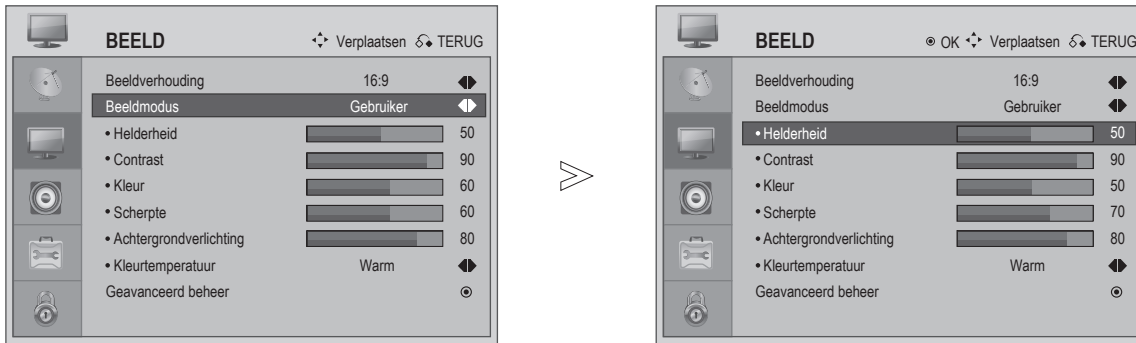 BEELD Verplaatsen TERUG
Beeldverhouding 16:9
Beeldmodus Gebruiker
• Helderheid 50
• Contrast 90
• Kleur 60
• Scherpte 60
• Achtergrondverlichting 80
• Kleurtemperatuur Warm
Geavanceerd beheer
BEELD OK Verplaatsen TERUG
Beeldverhouding 16:9
Beeldmodus Gebruiker
• Helderheid 50
• Contrast 90
• Kleur 50
• Scherpte 70
• Achtergrondverlichting 80
• Kleurtemperatuur Warm
Geavanceerd beheer